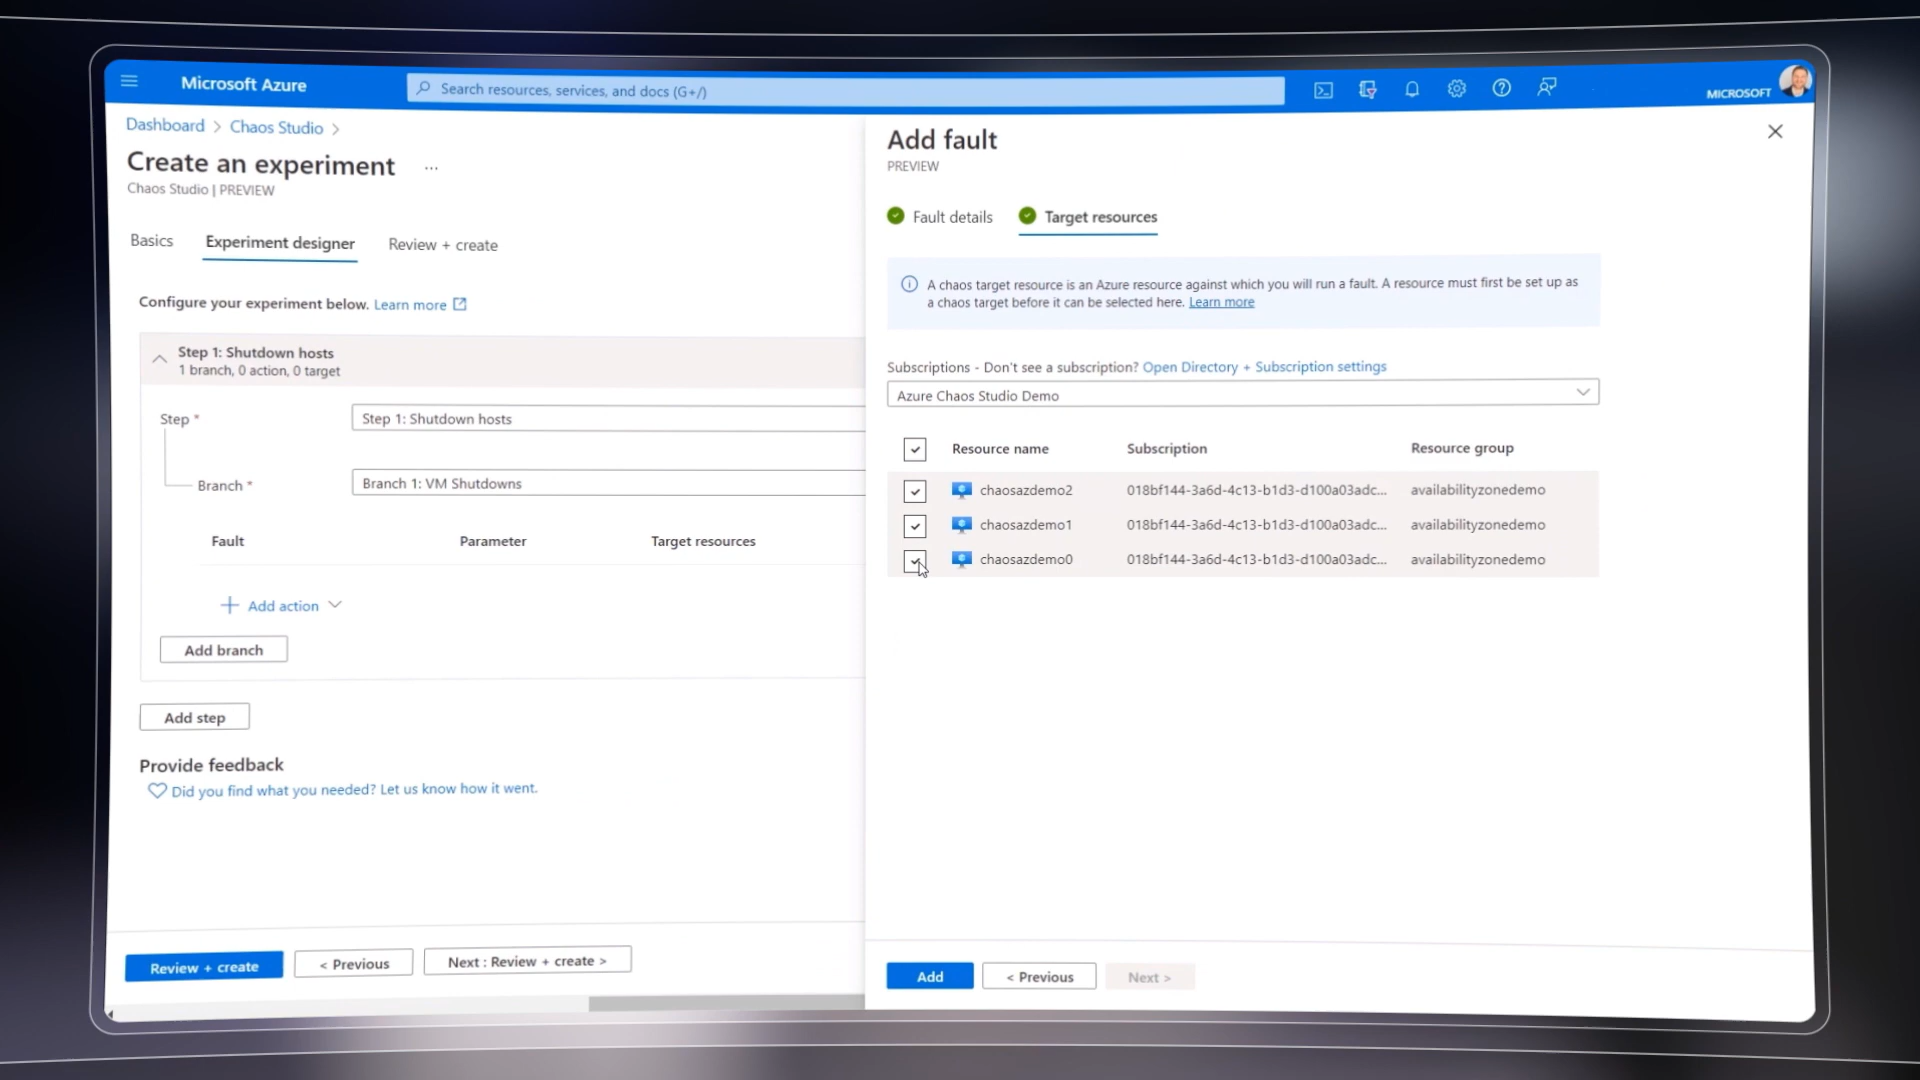 Microsoft Azure
Search resources, services, and docs (G+/)
MICROSOFT
Dashboard > Chaos Studio >
Create an experiment ...
Chaos Studio | PREVIEW
Basics
Experiment designer
Review + create
Configure your experiment below. Learn more
Step 1: Shutdown hosts
1 branch, 0 action, 0 target
Step *
Step 1: Shutdown hosts
Branch *
Branch 1: VM Shutdowns
Fault
Parameter
Target resources
Add action
Add branch
Add step
Provide feedback
Did you find what you needed? Let us know how it went.
Review + create
< Previous
Next : Review + create >
Add fault
PREVIEW
Fault details
Target resources
A chaos target resource is an Azure resource against which you will run a fault. A resource must first be set up as
a chaos target before it can be selected here. Learn more
Subscriptions - Don't see a subscription? Open Directory + Subscription settings
Azure Chaos Studio Demo
Resource name
Subscription
Resource group
chaosazdemo2
018bf144-3a6d-4c13-b1d3-d100a03adc...
availabilityzonedemo
chaosazdemo1
018bf144-3a6d-4c13-b1d3-d100a03adc...
availabilityzonedemo
chaosazdemo0
018bf144-3a6d-4c13-b1d3-d100a03adc...
availabilityzonedemo
Add
< Previous
Next >